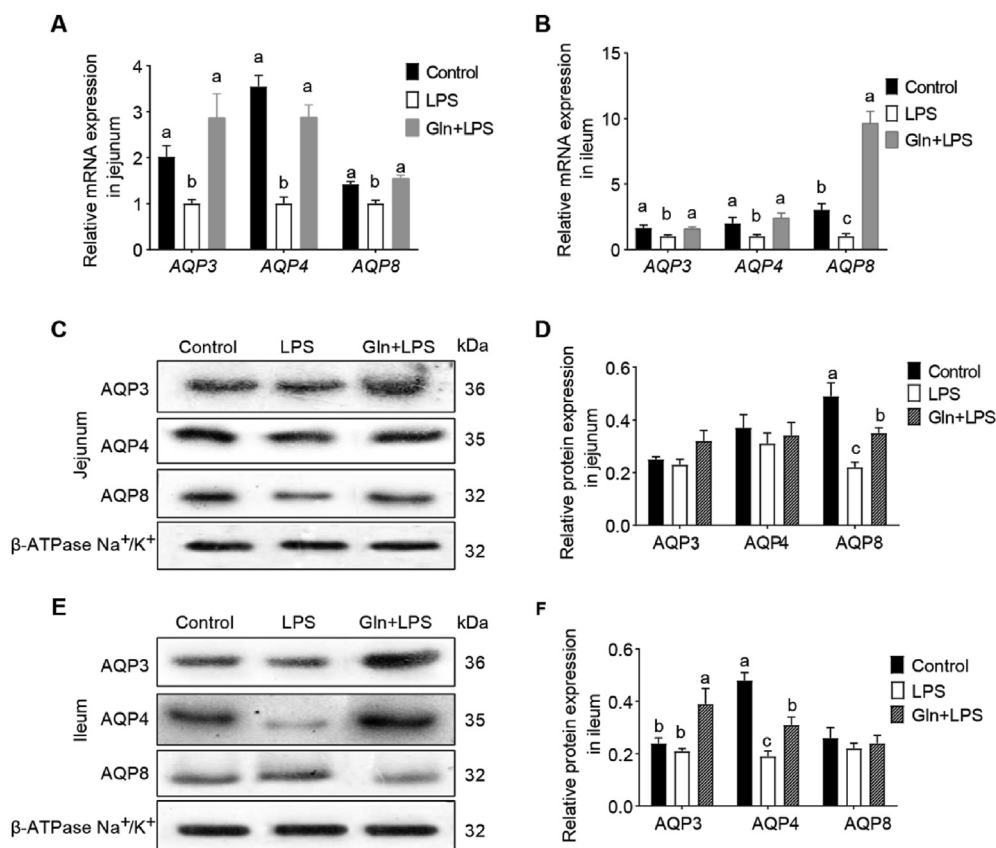 A
Relative mRNA expression
in jejunum
4
3
2
1
0
a
b
a
a
b
a
a
b
a
AQP3
AQP4
AQP8
Control
LPS
Gln+LPS
B
Relative mRNA expression
in ileum
15
10
5
0
a
b
a
a
b
a
b
c
a
AQP3
AQP4
AQP8
Control
LPS
Gln+LPS
C
Control
LPS
Gln+LPS
kDa
Jejunum
AQP3
36
AQP4
35
AQP8
32
β-ATPase Na⁺/K⁺
32
D
Relative protein expression
in jejunum
0.6
0.4
0.2
0.0
a
c
b
AQP3
AQP4
AQP8
Control
LPS
Gln+LPS
E
Control
LPS
Gln+LPS
kDa
Ileum
AQP3
36
AQP4
35
AQP8
32
β-ATPase Na⁺/K⁺
32
F
Relative protein expression
in ileum
0.6
0.4
0.2
0.0
b
b
a
a
c
b
AQP3
AQP4
AQP8
Control
LPS
Gln+LPS